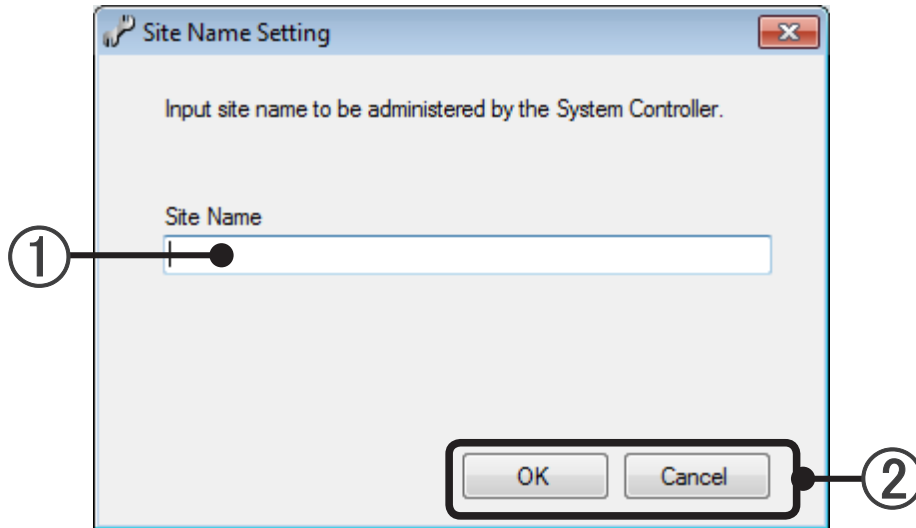 Site Name Setting
Input site name to be administered by the System Controller.
Site Name
①
OK Cancel
②